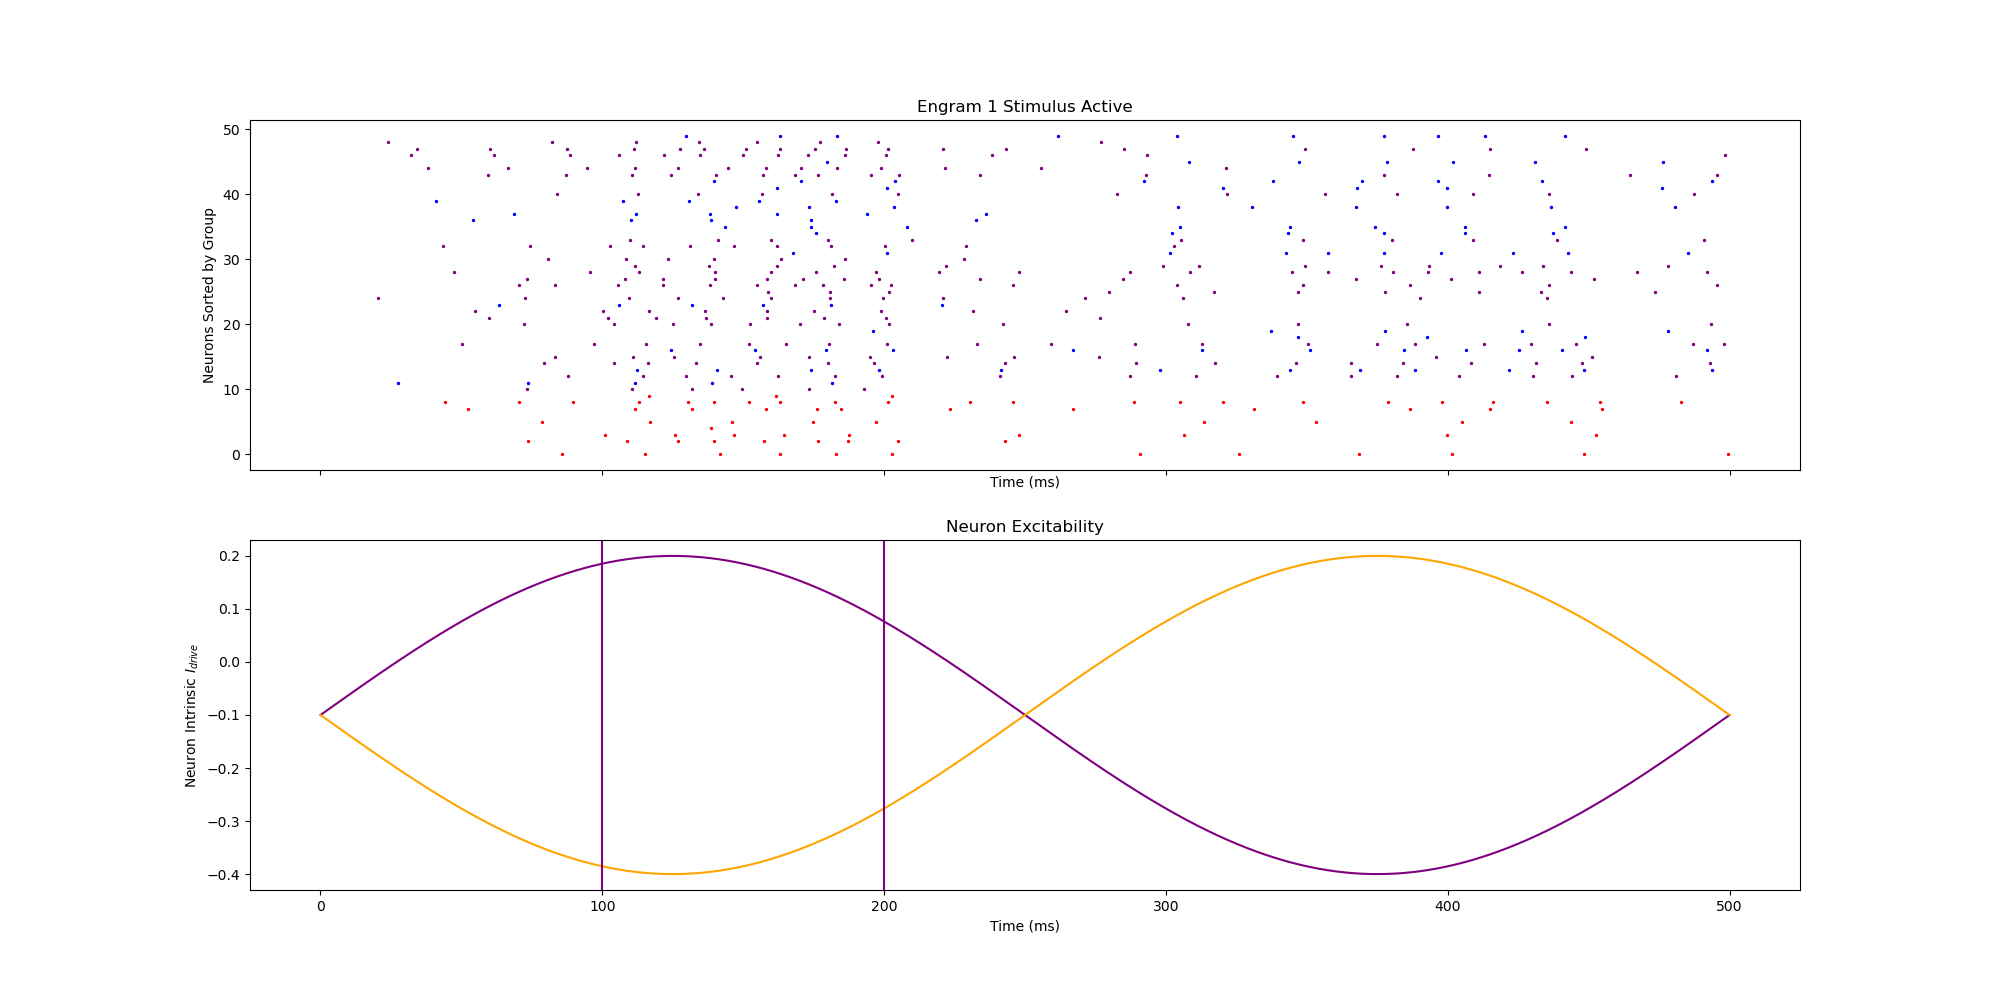 Engram 1 Stimulus Active
50
40
30
20
10
0
Neurons Sorted by Group
Time (ms)
Neuron Excitability
0.2
0.1
0.0
−0.1
−0.2
−0.3
−0.4
Neuron Intrinsic I_drive
0 100 200 300 400 500
Time (ms)